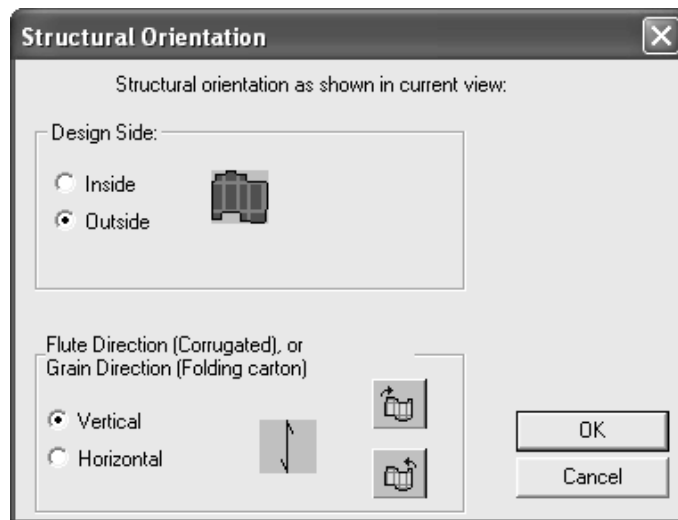 Structural Orientation
Structural orientation as shown in current view:
Design Side:
Inside
Outside
Flute Direction (Corrugated), or
Grain Direction (Folding carton)
Vertical
Horizontal
OK
Cancel